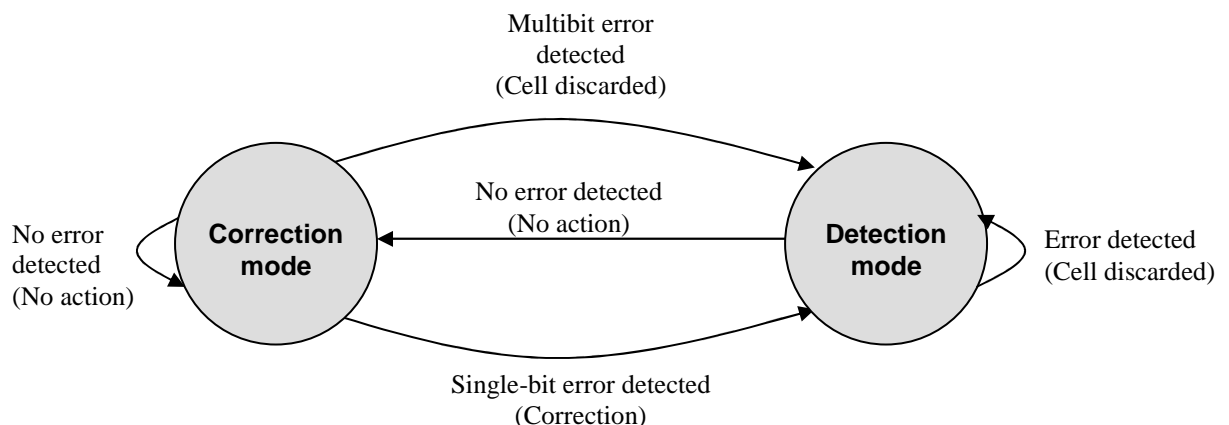 Multibit error
detected
(Cell discarded)
No error detected
(No action)
No error
detected
(No action)
Correction
mode
Detection
mode
Error detected
(Cell discarded)
Single-bit error detected
(Correction)